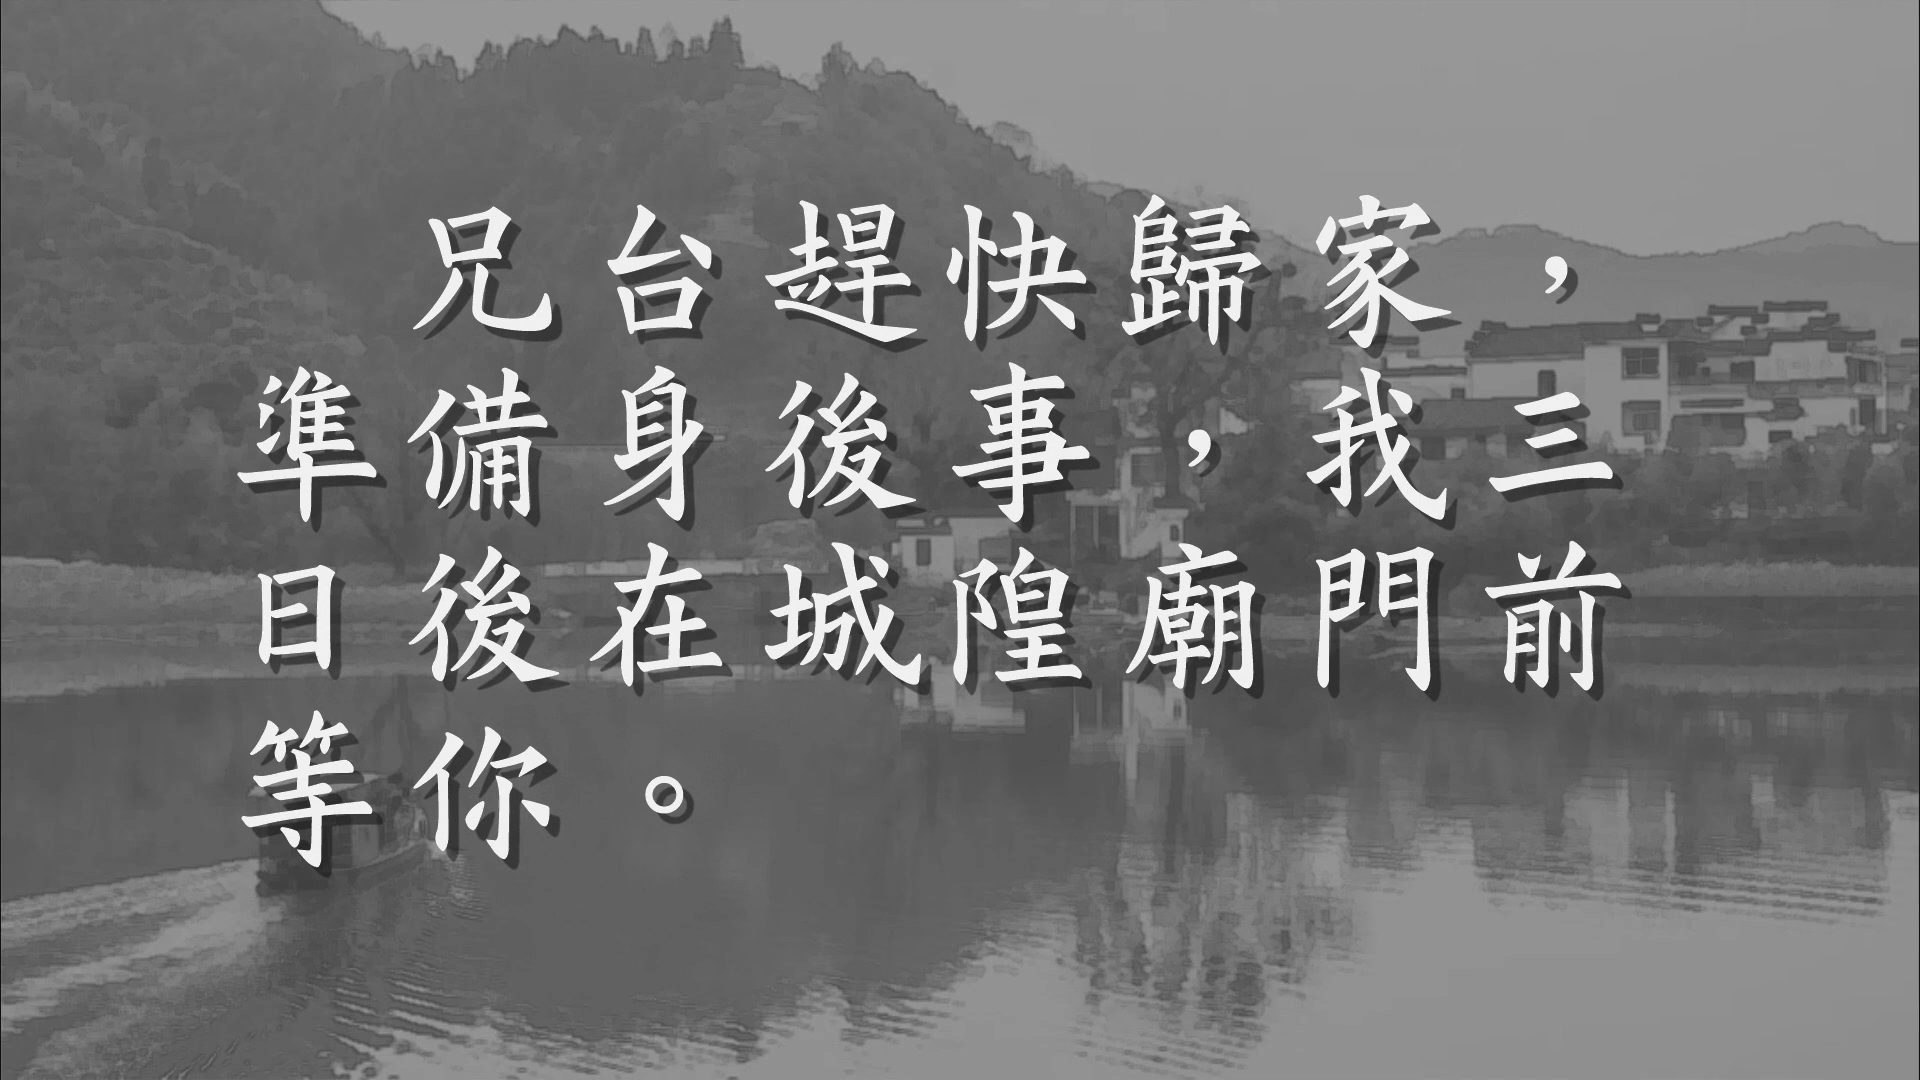 兄台趕快歸家，
準備身後事，我三
日後在城隍廟門前
等你。